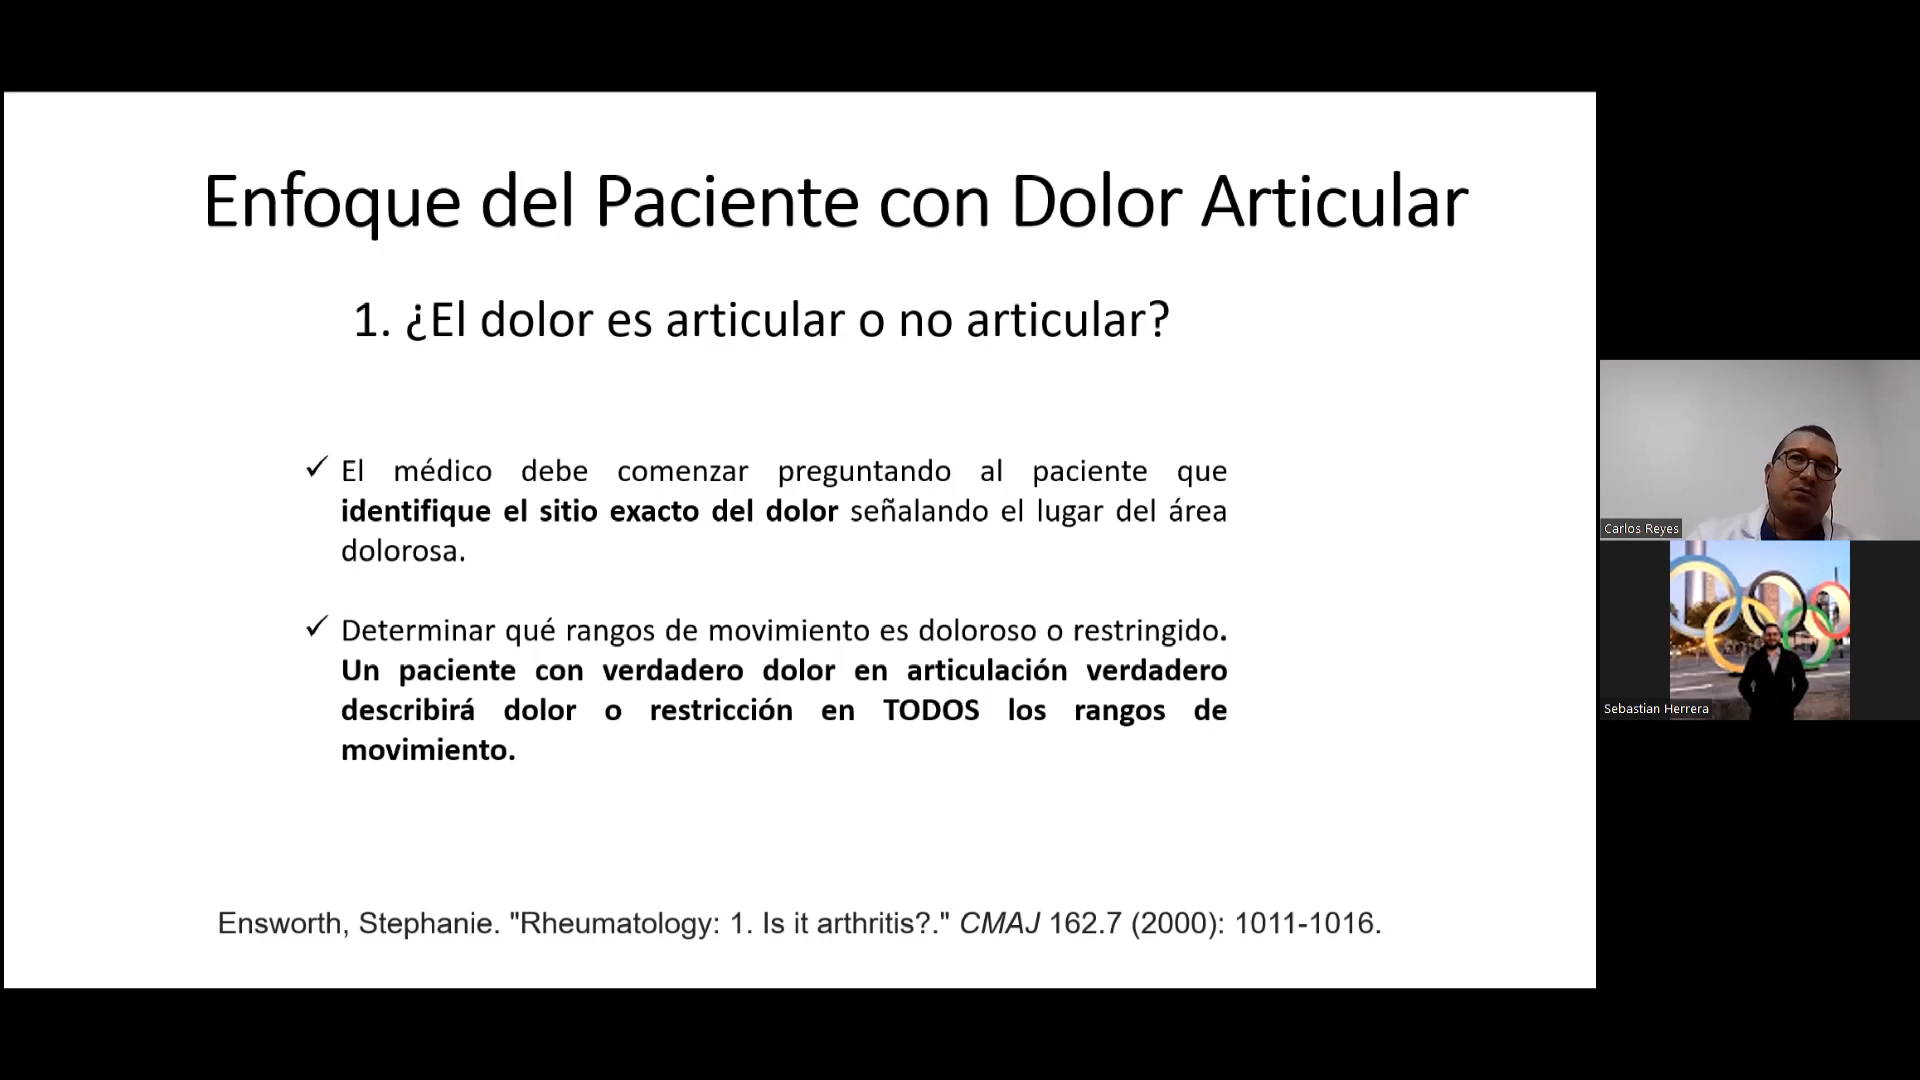 Enfoque del Paciente con Dolor Articular
1. ¿El dolor es articular o no articular?
✓ El médico debe comenzar preguntando al paciente que
identifique el sitio exacto del dolor señalando el lugar del área
dolorosa.
✓ Determinar qué rangos de movimiento es doloroso o restringido.
Un paciente con verdadero dolor en articulación verdadero
describirá dolor o restricción en TODOS los rangos de
movimiento.
Ensworth, Stephanie. "Rheumatology: 1. Is it arthritis?." CMAJ 162.7 (2000): 1011-1016.
Carlos Reyes
Sebastian Herrera